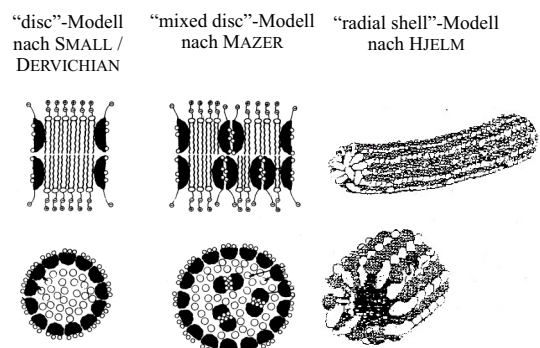 “disc”-Modell
nach SMALL /
DERVICHIAN
“mixed disc”-Modell
nach MAZER
“radial shell”-Modell
nach HJELM